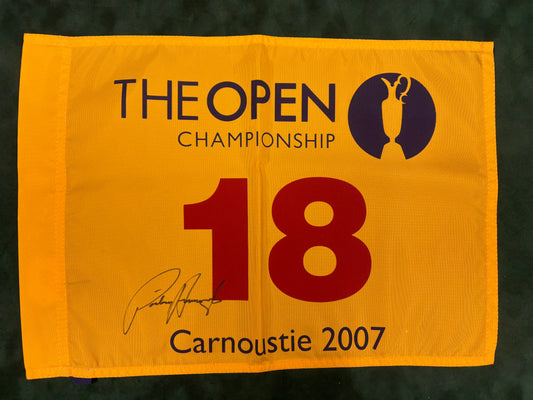 THE OPEN
CHAMPIONSHIP
18
Carnoustie 2007